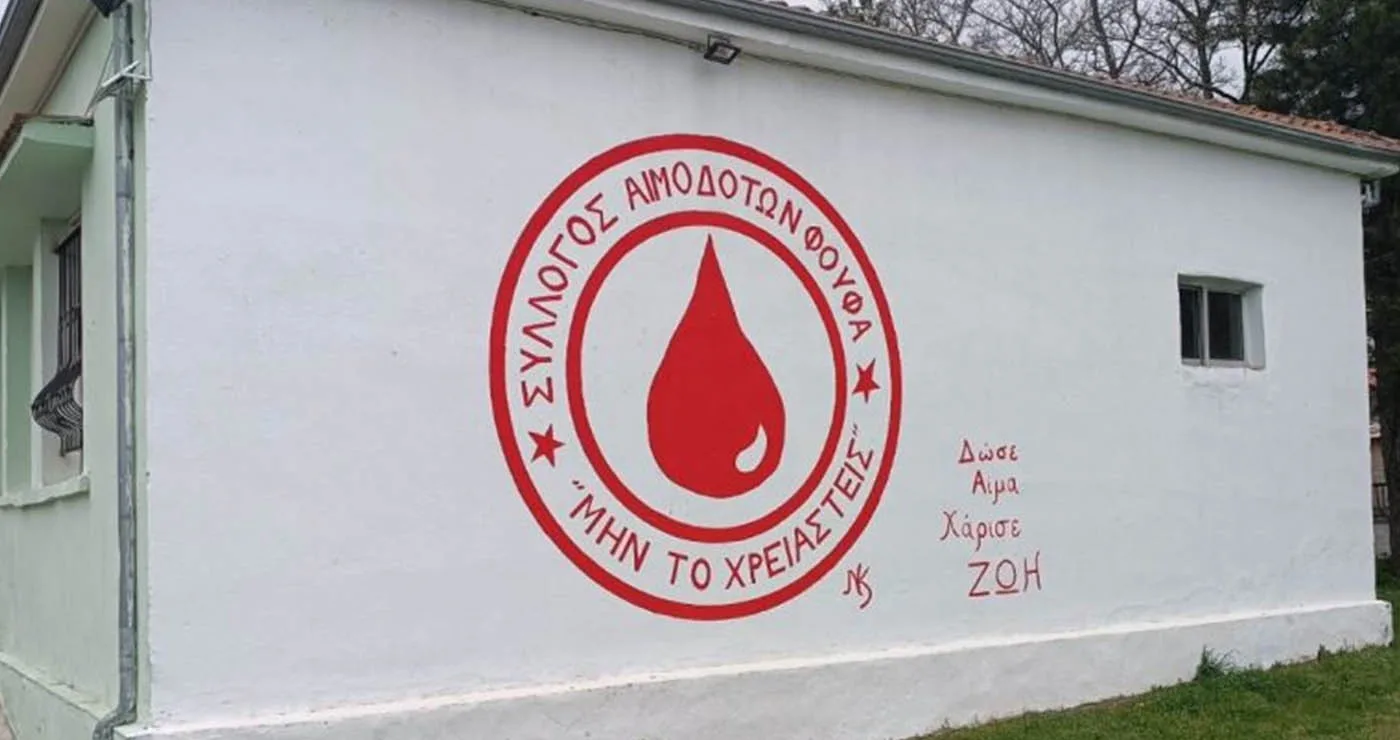 ΣΥΛΛΟΓΟΣ ΑΙΜΟΔΟΤΩΝ ΦΟΥΦΑ
"ΜΗΝ ΤΟ ΧΡΕΙΑΣΤΕΙΣ"
Δώσε
Αίμα
Χάρισε
ΖΩΗ